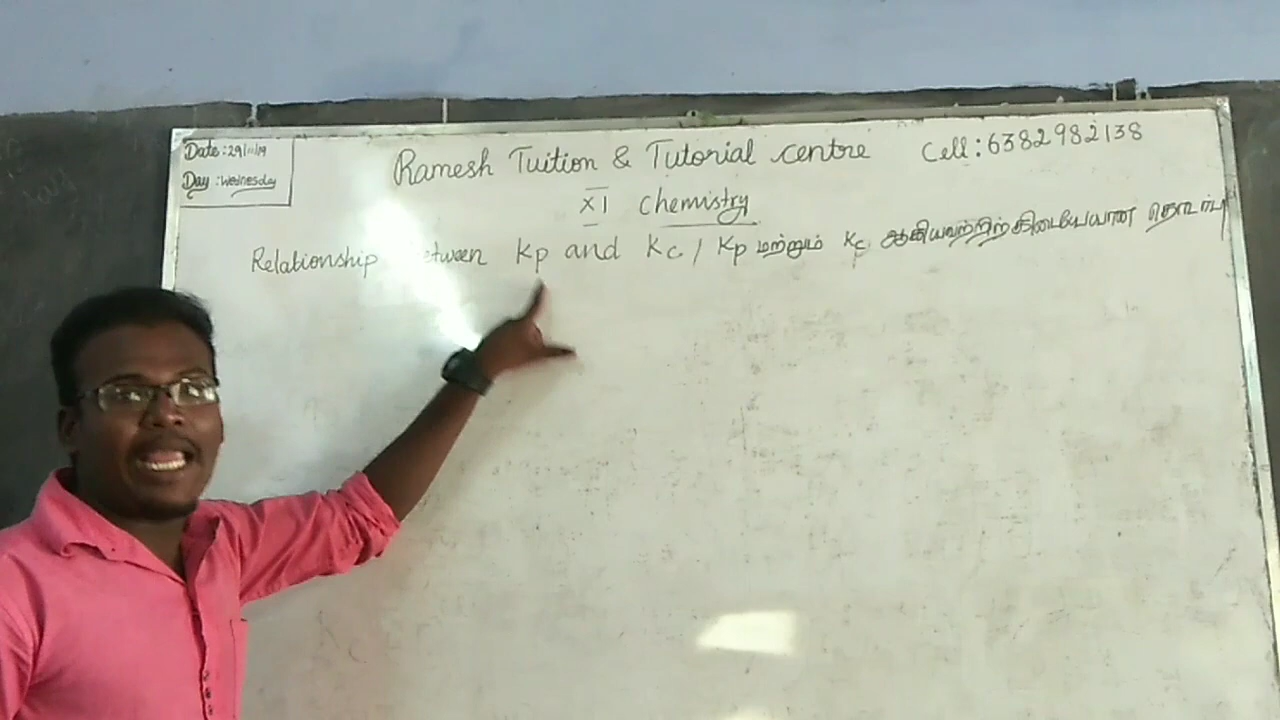 Date : 29/11/19
Day : Wednesday
Ramesh Tuition & Tutorial centre
Cell : 6382982138
XI Chemistry
Relationship etween Kp and Kc / Kp மற்றும் Kc ஆகியவற்றிற்கிடையேயான தொடர்பு